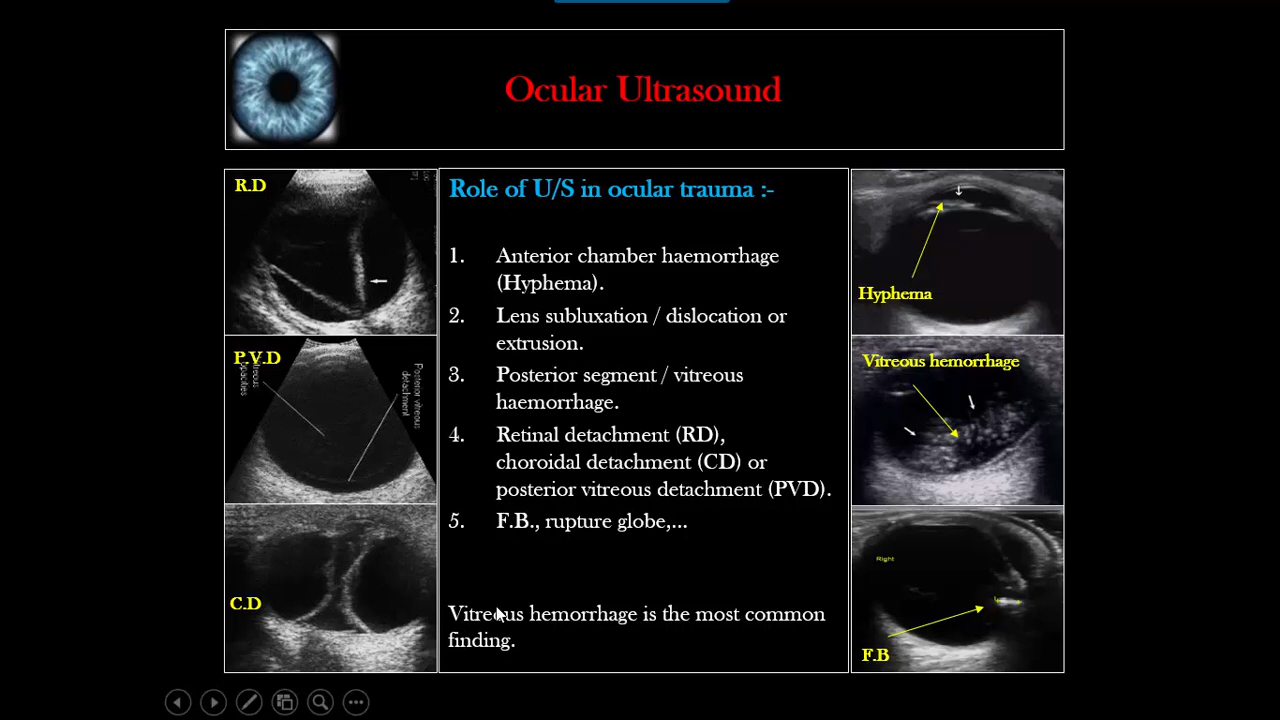 Ocular Ultrasound
R.D
P.V.D
Vitreous
opacities
Posterior vitreous
detachment
C.D
Role of U/S in ocular trauma :-
1. Anterior chamber haemorrhage
(Hyphema).
2. Lens subluxation / dislocation or
extrusion.
3. Posterior segment / vitreous
haemorrhage.
4. Retinal detachment (RD),
choroidal detachment (CD) or
posterior vitreous detachment (PVD).
5. F.B., rupture globe,...
Vitreous hemorrhage is the most common
finding.
Hyphema
Vitreous hemorrhage
Right
F.B